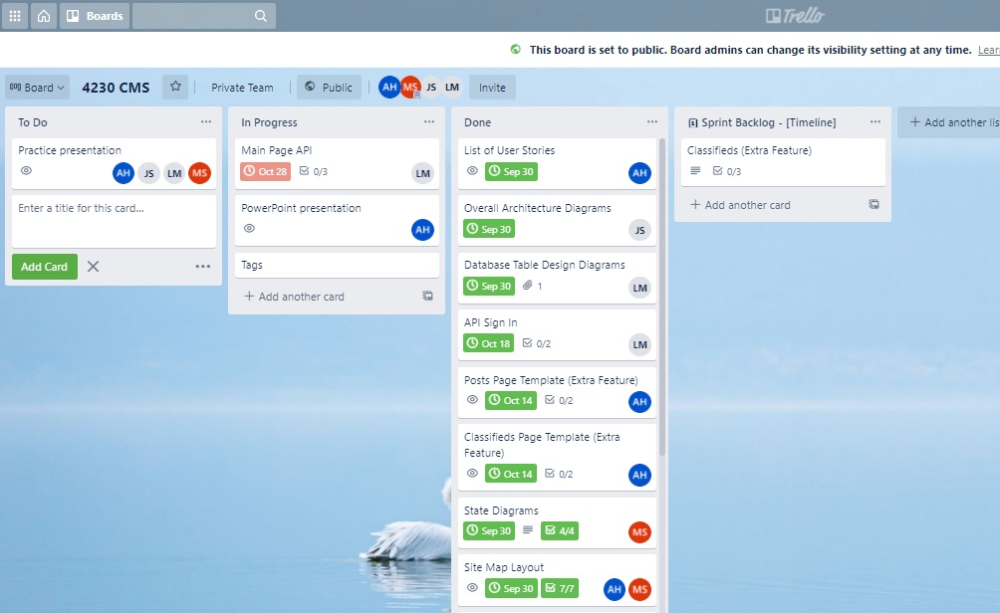 Boards
Trello
This board is set to public. Board admins can change its visibility setting at any time. Lear
Board
4230 CMS
Private Team
Public
AH MS JS LM
Invite
To Do
Practice presentation
AH JS LM MS
Enter a title for this card...
Add Card
In Progress
Main Page API
Oct 28 0/3
LM
PowerPoint presentation
AH
Tags
+ Add another card
Done
List of User Stories
Sep 30
AH
Overall Architecture Diagrams
Sep 30
JS
Database Table Design Diagrams
Sep 30 1
LM
API Sign In
Oct 18 0/2
LM
Posts Page Template (Extra Feature)
Oct 14 0/2
AH
Classifieds Page Template (Extra
Feature)
Oct 14 0/2
AH
State Diagrams
Sep 30 4/4
MS
Site Map Layout
Sep 30 7/7
AH MS
Sprint Backlog - [Timeline]
Classifieds (Extra Feature)
0/3
+ Add another card
+ Add another lis